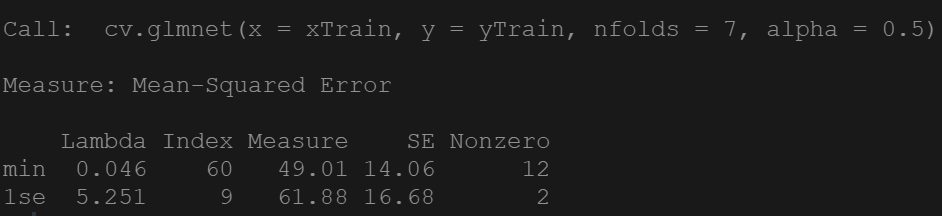 Call:  cv.glmnet(x = xTrain, y = yTrain, nfolds = 7, alpha = 0.5)
Measure: Mean-Squared Error
    Lambda Index Measure    SE Nonzero
min  0.046    60   49.01 14.06      12
1se  5.251     9   61.88 16.68       2